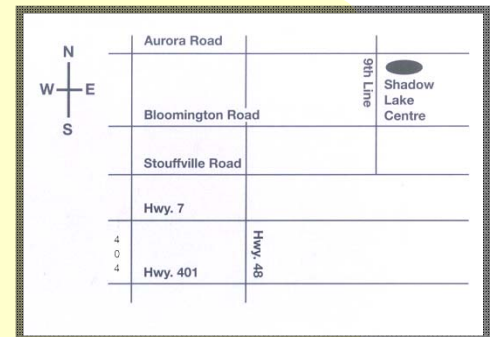 Aurora Road
N
W E
S
9th Line
Shadow
Lake
Centre
Bloomington Road
Stouffville Road
Hwy. 7
4
0
4
Hwy. 48
Hwy. 401